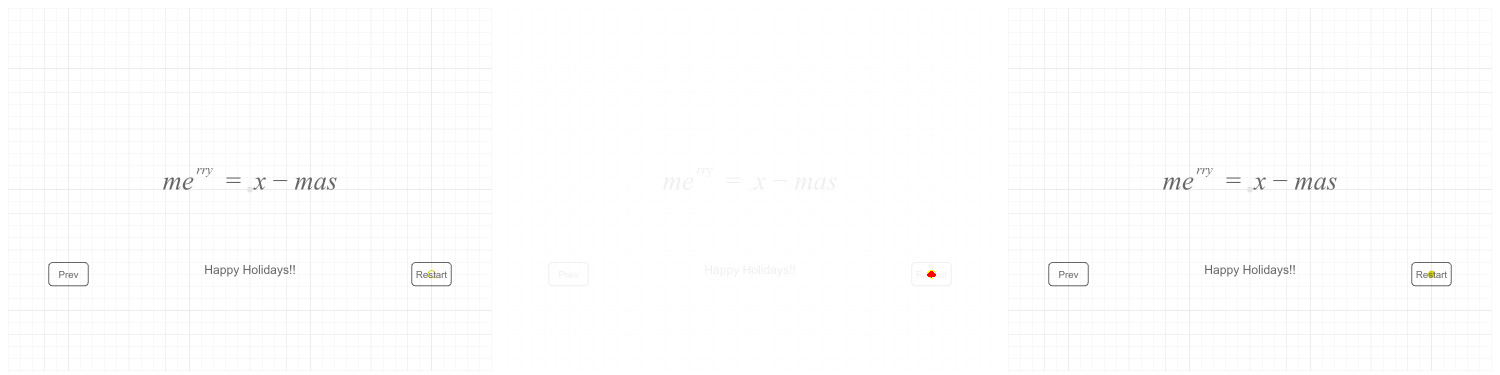 me^rry = x − mas
Prev
Happy Holidays!!
Restart
me^rry = x − mas
Prev
Happy Holidays!!
me^rry = x − mas
Prev
Happy Holidays!!
Restart